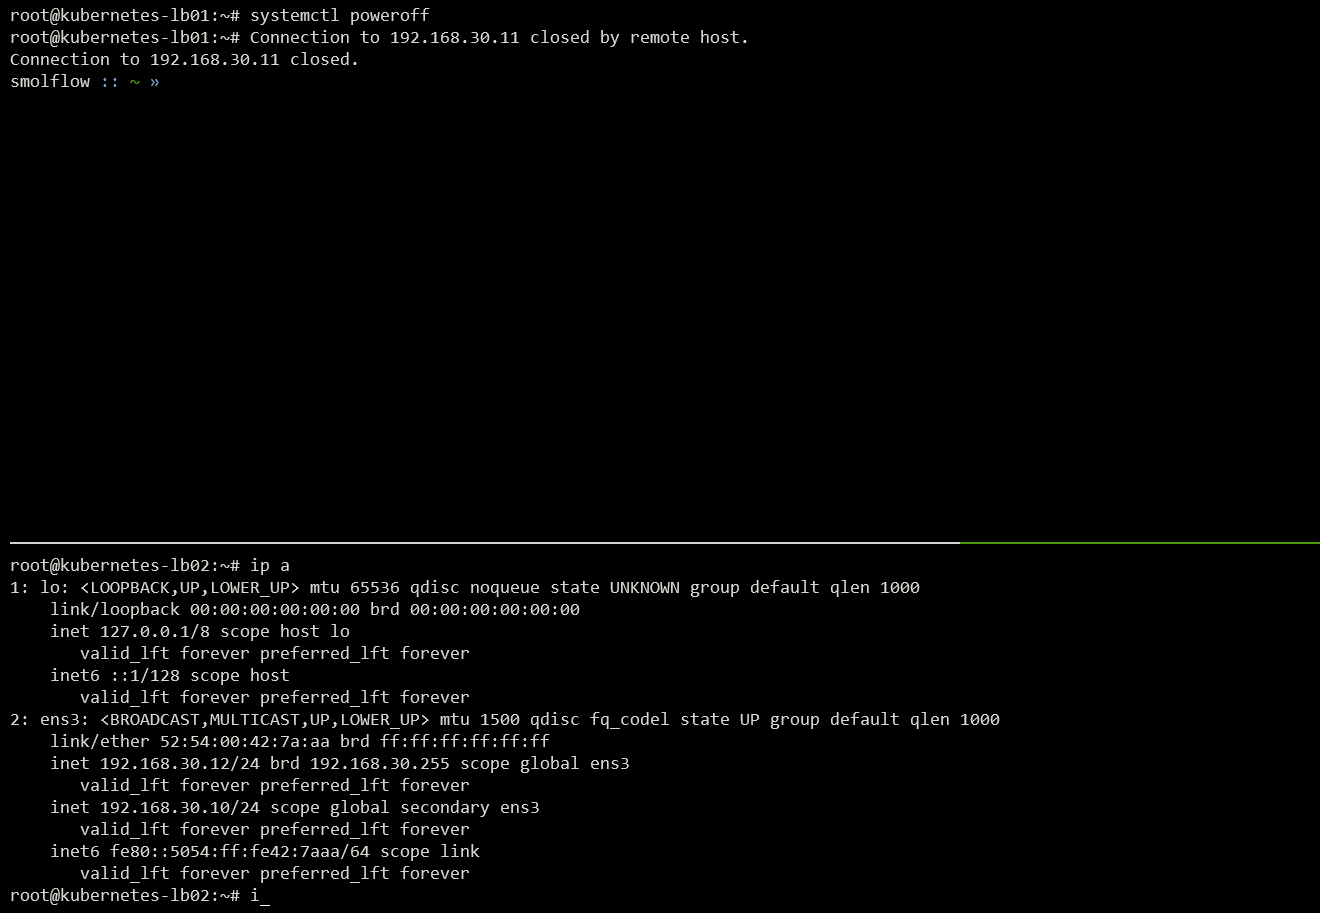 root@kubernetes-lb01:~# systemctl poweroff
root@kubernetes-lb01:~# Connection to 192.168.30.11 closed by remote host.
Connection to 192.168.30.11 closed.
smolflow :: ~ »
root@kubernetes-lb02:~# ip a
1: lo: <LOOPBACK,UP,LOWER_UP> mtu 65536 qdisc noqueue state UNKNOWN group default qlen 1000
    link/loopback 00:00:00:00:00:00 brd 00:00:00:00:00:00
    inet 127.0.0.1/8 scope host lo
       valid_lft forever preferred_lft forever
    inet6 ::1/128 scope host
       valid_lft forever preferred_lft forever
2: ens3: <BROADCAST,MULTICAST,UP,LOWER_UP> mtu 1500 qdisc fq_codel state UP group default qlen 1000
    link/ether 52:54:00:42:7a:aa brd ff:ff:ff:ff:ff:ff
    inet 192.168.30.12/24 brd 192.168.30.255 scope global ens3
       valid_lft forever preferred_lft forever
    inet 192.168.30.10/24 scope global secondary ens3
       valid_lft forever preferred_lft forever
    inet6 fe80::5054:ff:fe42:7aaa/64 scope link
       valid_lft forever preferred_lft forever
root@kubernetes-lb02:~# i_